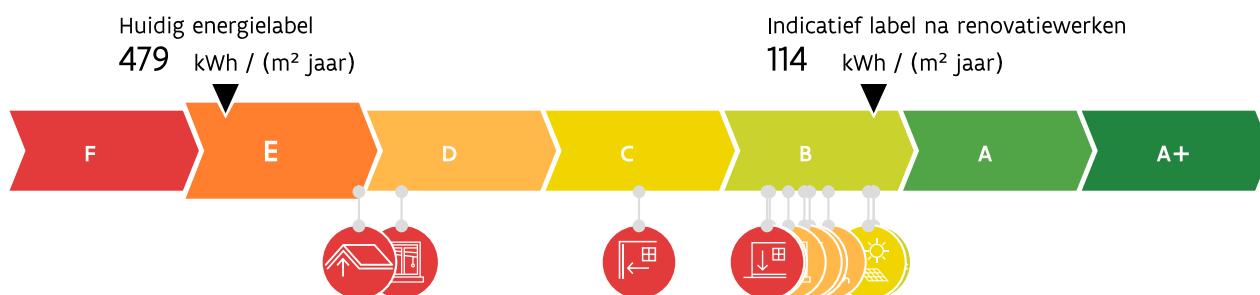 Huidig energielabel
479 kWh / (m² jaar)
Indicatief label na renovatiewerken
114 kWh / (m² jaar)
F E D C B A A+